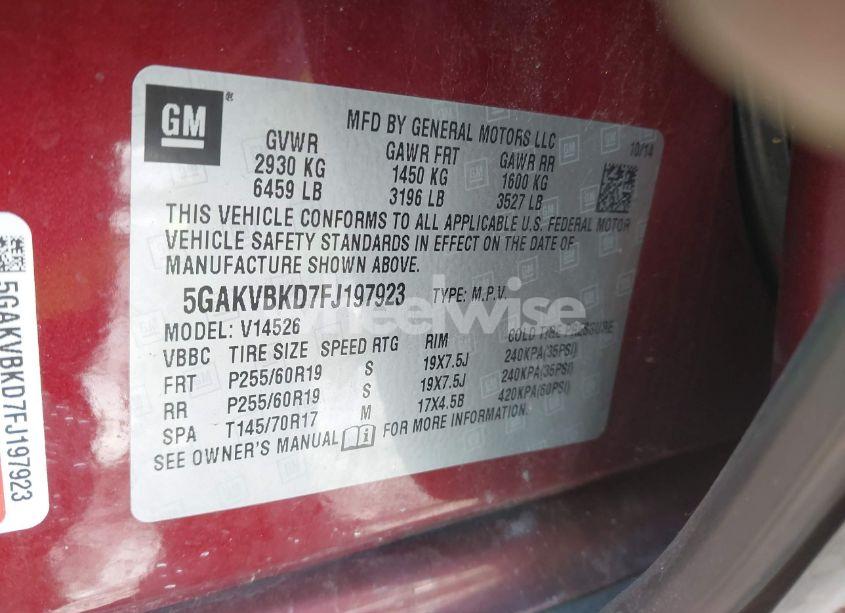 GM®
MFD BY GENERAL MOTORS LLC
10/14
GVWR GAWR FRT GAWR RR
2930 KG 1450 KG 1600 KG
6459 LB 3196 LB 3527 LB
THIS VEHICLE CONFORMS TO ALL APPLICABLE U.S. FEDERAL MOTOR
VEHICLE SAFETY STANDARDS IN EFFECT ON THE DATE OF
MANUFACTURE SHOWN ABOVE.
5GAKVBKD7FJ197923 TYPE: M.P.V.
MODEL: V14526
VBBC TIRE SIZE SPEED RTG RIM COLD TIRE PRESSURE
FRT P255/60R19 S 19X7.5J 240KPA(35PSI)
RR P255/60R19 S 19X7.5J 240KPA(35PSI)
SPA T145/70R17 M 17X4.5B 420KPA(60PSI)
SEE OWNER'S MANUAL FOR MORE INFORMATION.
5GAKVBKD7FJ197923
wheelwise